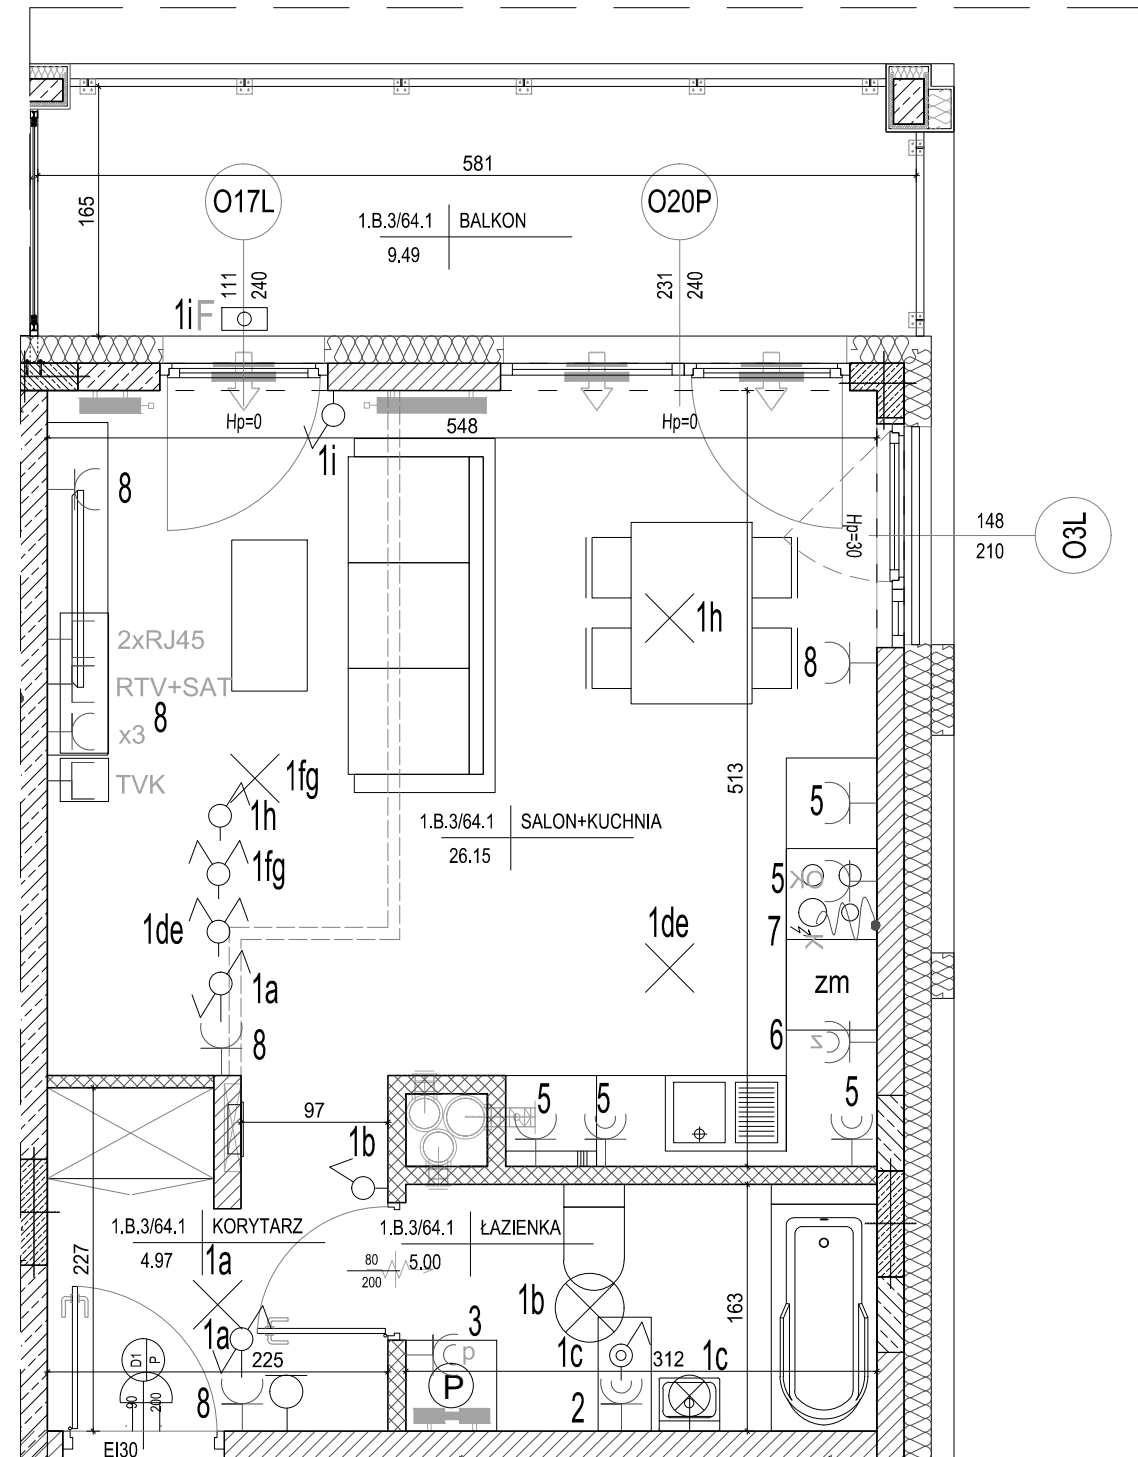 581
165
O17L
O20P
1.B.3/64.1 BALKON
9.49
111
240
231
240
1iF
Hp=0
548
Hp=0
1i
8
Hp=30
148
210
O3L
2xRJ45
RTV+SAT
8
x3
TVK
1h
8
513
1fg
1h
1.B.3/64.1 SALON+KUCHNIA
26.15
5
1fg
5
OK
1de
1de
7
K
1a
zm
8
6
z
97
5
5
5
1b
1.B.3/64.1 KORYTARZ
4.97
1.B.3/64.1 ŁAZIENKA
5.00
80
200
227
1a
1b
163
3
p
1a
225
1c
312
1c
D1
P
P
90
200
8
2
EI30